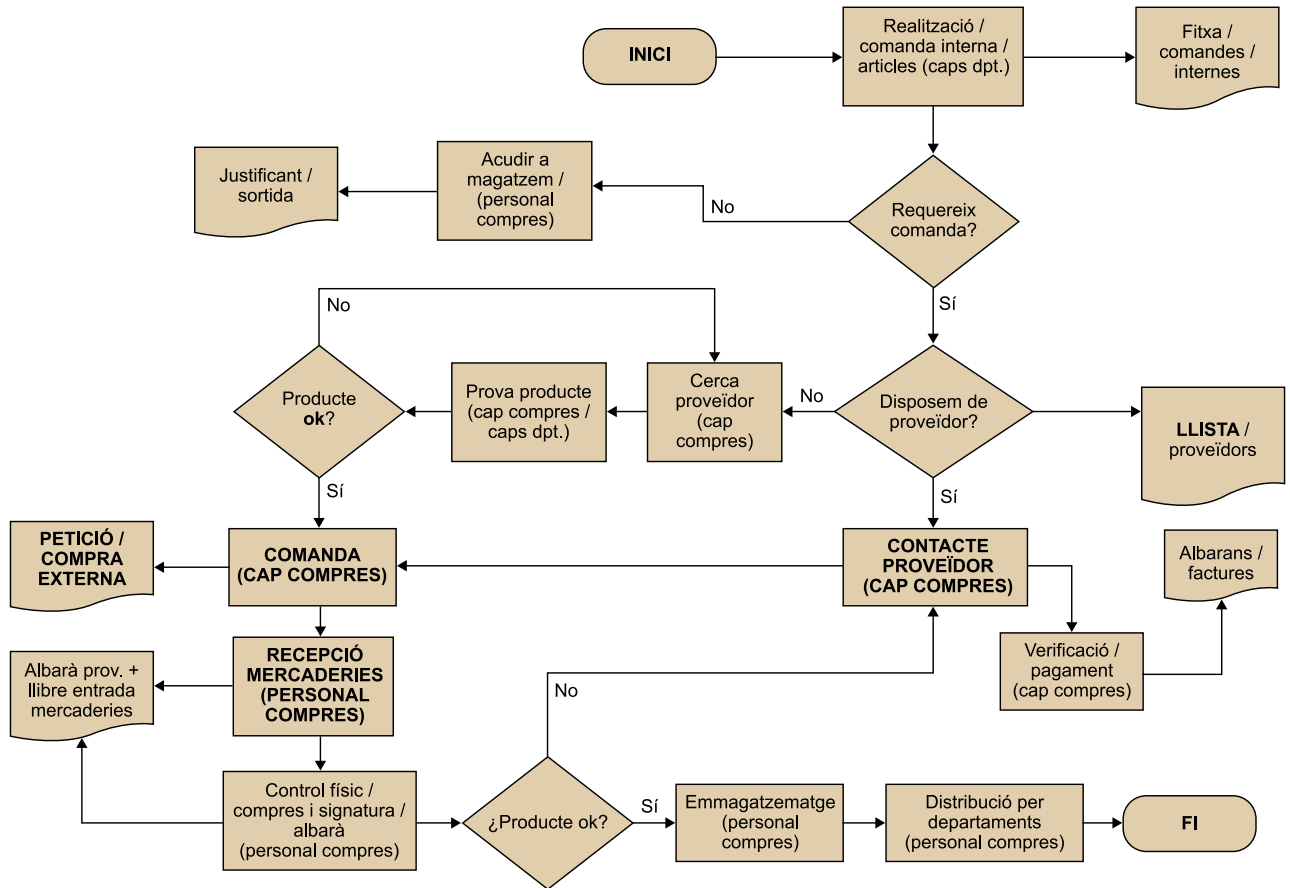 INICI
Realització /
comanda interna /
articles (caps dpt.)
Fitxa /
comandes /
internes
Justificant /
sortida
Acudir a
magatzem /
(personal
compres)
No
Requereix
comanda?
Sí
No
Producte
ok?
Prova producte
(cap compres /
caps dpt.)
Cerca
proveïdor
(cap
compres)
No
Disposem de
proveïdor?
LLISTA /
proveïdors
Sí
Sí
PETICIÓ /
COMPRA
EXTERNA
COMANDA
(CAP COMPRES)
CONTACTE
PROVEÏDOR
(CAP COMPRES)
Albarans /
factures
Albarà prov. +
llibre entrada
mercaderies
RECEPCIÓ
MERCADERIES
(PERSONAL
COMPRES)
No
Verificació /
pagament
(cap compres)
Control físic /
compres i signatura /
albarà
(personal compres)
¿Producte ok?
Sí
Emmagatzematge
(personal
compres)
Distribució per
departaments
(personal compres)
FI